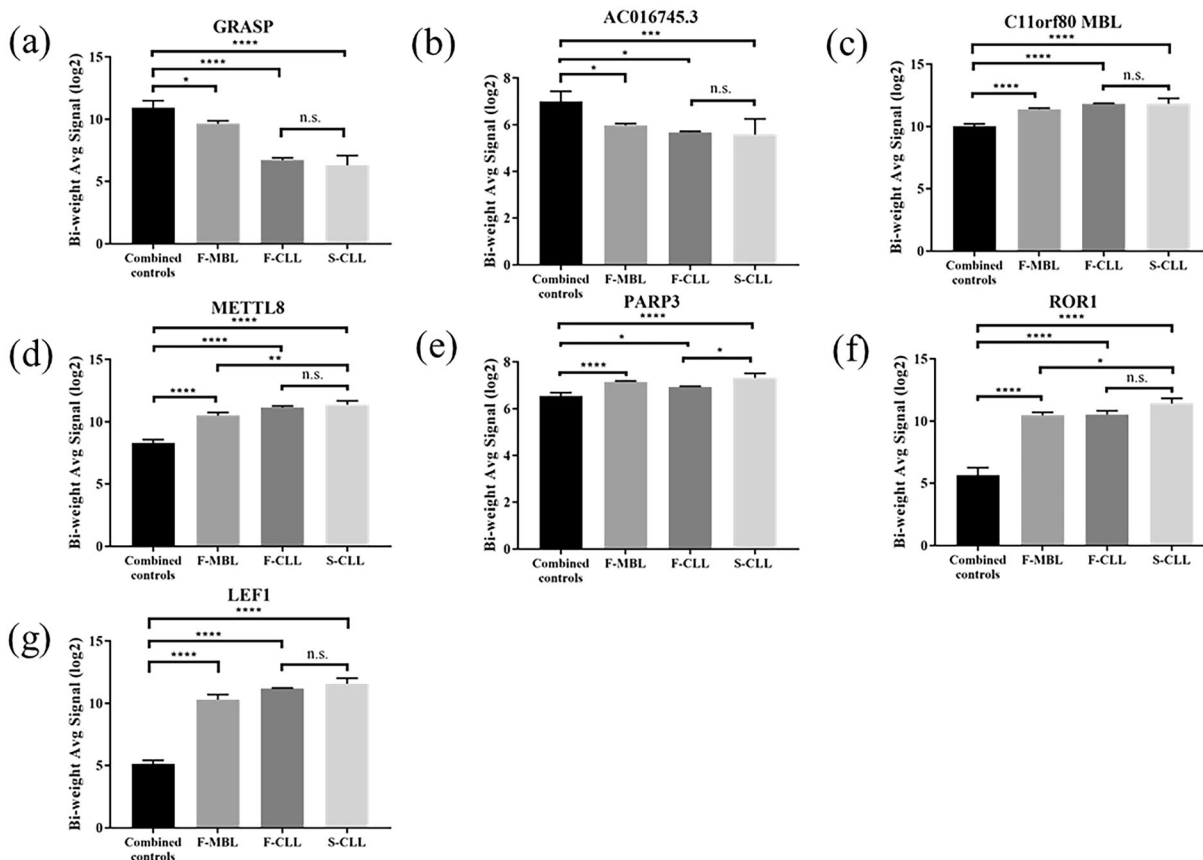 (a)
GRASP
****
****
*
n.s.
Bi-weight Avg Signal (log2)
15
10
5
0
Combined
controls
F-MBL
F-CLL
S-CLL
(b)
AC016745.3
***
*
*
n.s.
Bi-weight Avg Signal (log2)
8
6
4
2
0
Combined
controls
F-MBL
F-CLL
S-CLL
(c)
C11orf80 MBL
****
****
n.s.
****
Bi-weight Avg Signal (log2)
15
10
5
0
Combined
controls
F-MBL
F-CLL
S-CLL
(d)
METTL8
****
****
**
n.s.
****
Bi-weight Avg Signal (log2)
15
10
5
0
Combined
controls
F-MBL
F-CLL
S-CLL
(e)
PARP3
****
*
*
****
Bi-weight Avg Signal (log2)
8
6
4
2
0
Combined
controls
F-MBL
F-CLL
S-CLL
(f)
ROR1
****
****
*
n.s.
****
Bi-weight Avg Signal (log2)
15
10
5
0
Combined
controls
F-MBL
F-CLL
S-CLL
(g)
LEF1
****
****
****
n.s.
Bi-weight Avg Signal (log2)
15
10
5
0
Combined
controls
F-MBL
F-CLL
S-CLL